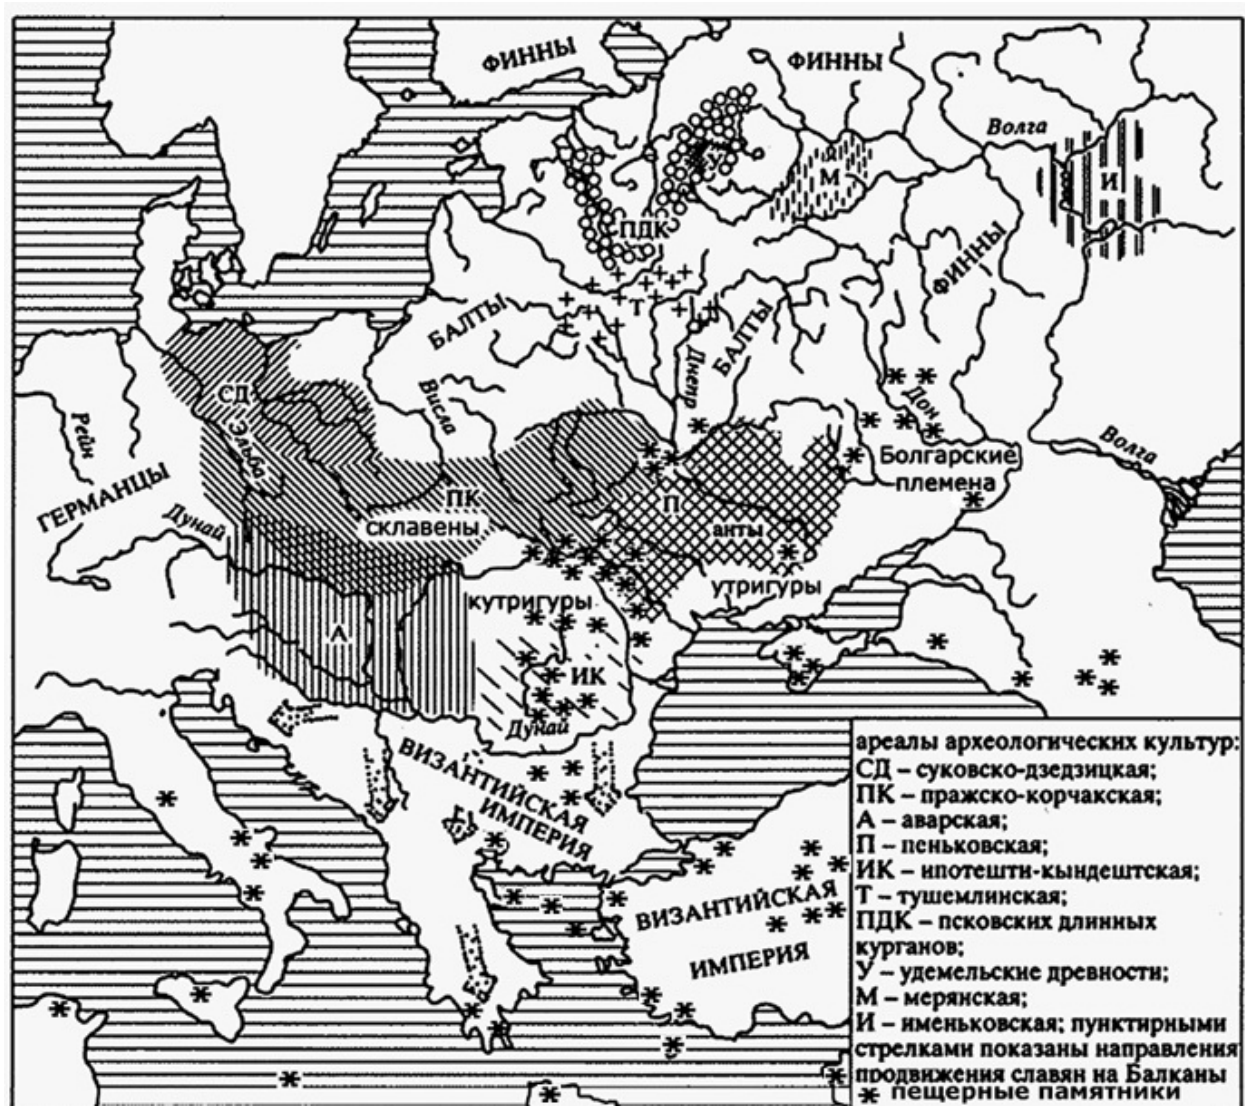 ФИННЫ
ФИННЫ
Волга
У
М
И
ПДК
ФИННЫ
Т
БАЛТЫ
БАЛТЫ
Днепр
СД
Висла
Дон
Рейн
Эльба
Волга
Болгарские
племена
ГЕРМАНЦЫ
ПК
П
Дунай
склавены
анты
кутригуры
утригуры
А
ИК
Дунай
ВИЗАНТИЙСКАЯ
ИМПЕРИЯ
ВИЗАНТИЙСКАЯ
ИМПЕРИЯ
ареалы археологических культур:
СД – суковско-дзедзицкая;
ПК – пражско-корчакская;
А – аварская;
П – пеньковская;
ИК – ипотешти-кындештская;
Т – тушемлинская;
ПДК – псковских длинных
курганов;
У – удемельские древности;
М – мерянская;
И – именьковская; пунктирными
стрелками показаны направления
продвижения славян на Балканы
* пещерные памятники